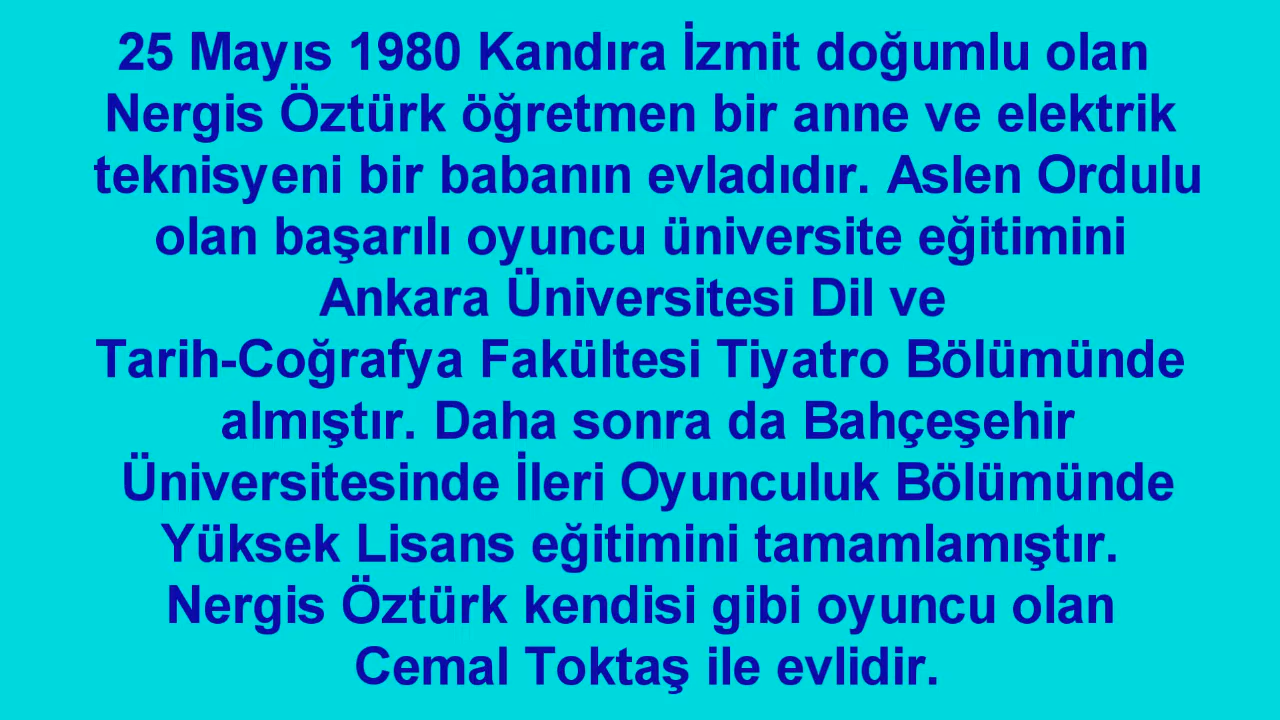 25 Mayıs 1980 Kandıra İzmit doğumlu olan
Nergis Öztürk öğretmen bir anne ve elektrik
teknisyeni bir babanın evladıdır. Aslen Ordulu
olan başarılı oyuncu üniversite eğitimini
Ankara Üniversitesi Dil ve
Tarih-Coğrafya Fakültesi Tiyatro Bölümünde
almıştır. Daha sonra da Bahçeşehir
Üniversitesinde İleri Oyunculuk Bölümünde
Yüksek Lisans eğitimini tamamlamıştır.
Nergis Öztürk kendisi gibi oyuncu olan
Cemal Toktaş ile evlidir.